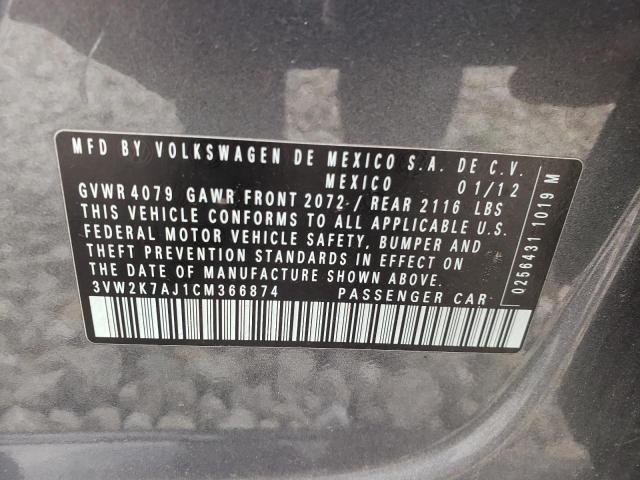 MFD BY VOLKSWAGEN DE MEXICO S.A. DE C.V.
MEXICO 01/12
GVWR 4079 GAWR FRONT 2072 / REAR 2116 LBS
THIS VEHICLE CONFORMS TO ALL APPLICABLE U.S.
FEDERAL MOTOR VEHICLE SAFETY, BUMPER AND
THEFT PREVENTION STANDARDS IN EFFECT ON
THE DATE OF MANUFACTURE SHOWN ABOVE.
3VW2K7AJ1CM366874 PASSENGER CAR
0256431 1019 M